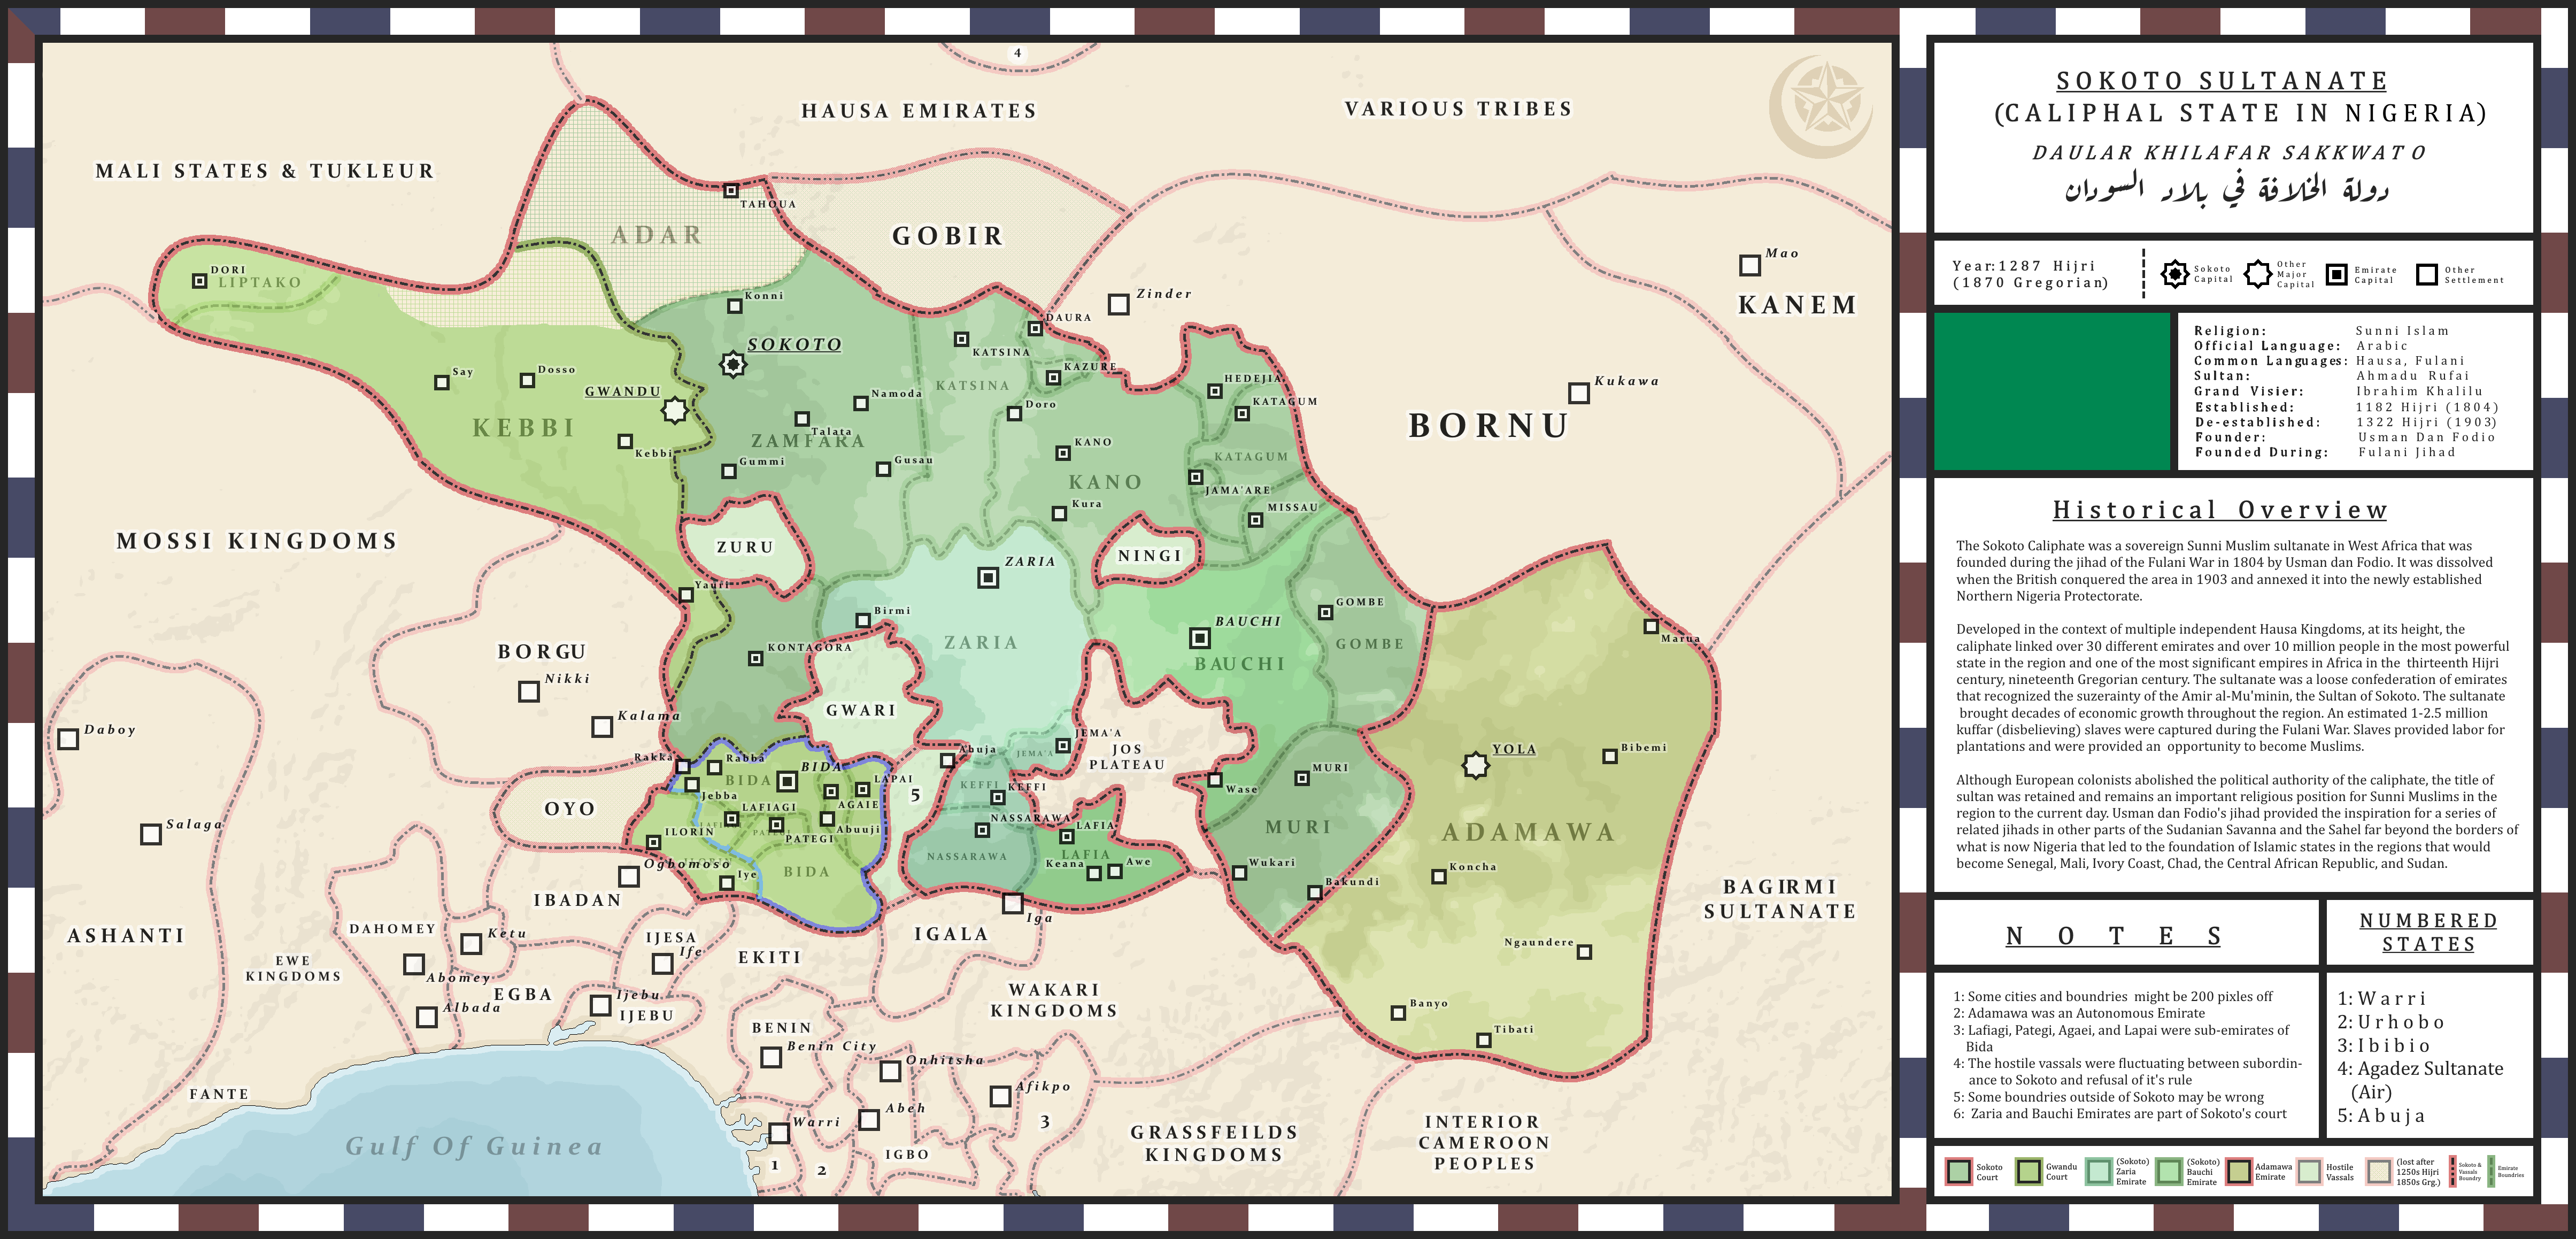 SOKOTO SULTANATE
(CALIPHAL STATE IN NIGERIA)
DAULAR KHILAFAR SAKKWATO
دولة الخلافة في بلاد السودان
Year:1287 Hijri
(1870 Gregorian)
Sokoto
Capital
Other
Major
Capital
Emirate
Capital
Other
Settlement
Religion: Sunni Islam
Official Language: Arabic
Common Languages: Hausa, Fulani
Sultan: Ahmadu Rufai
Grand Visier: Ibrahim Khalilu
Established: 1182 Hijri (1804)
De-established: 1322 Hijri (1903)
Founder: Usman Dan Fodio
Founded During: Fulani Jihad
Historical Overview
The Sokoto Caliphate was a sovereign Sunni Muslim sultanate in West Africa that was
founded during the jihad of the Fulani War in 1804 by Usman dan Fodio. It was dissolved
when the British conquered the area in 1903 and annexed it into the newly established
Northern Nigeria Protectorate.
Developed in the context of multiple independent Hausa Kingdoms, at its height, the
caliphate linked over 30 different emirates and over 10 million people in the most powerful
state in the region and one of the most significant empires in Africa in the thirteenth Hijri
century, nineteenth Gregorian century. The sultanate was a loose confederation of emirates
that recognized the suzerainty of the Amir al-Mu'minin, the Sultan of Sokoto. The sultanate
brought decades of economic growth throughout the region. An estimated 1-2.5 million
kuffar (disbelieving) slaves were captured during the Fulani War. Slaves provided labor for
plantations and were provided an opportunity to become Muslims.
Although European colonists abolished the political authority of the caliphate, the title of
sultan was retained and remains an important religious position for Sunni Muslims in the
region to the current day. Usman dan Fodio's jihad provided the inspiration for a series of
related jihads in other parts of the Sudanian Savanna and the Sahel far beyond the borders of
what is now Nigeria that led to the foundation of Islamic states in the regions that would
become Senegal, Mali, Ivory Coast, Chad, the Central African Republic, and Sudan.
NOTES
1: Some cities and boundries might be 200 pixles off
2: Adamawa was an Autonomous Emirate
3: Lafiagi, Pategi, Agaei, and Lapai were sub-emirates of
Bida
4: The hostile vassals were fluctuating between subordin-
ance to Sokoto and refusal of it's rule
5: Some boundries outside of Sokoto may be wrong
6: Zaria and Bauchi Emirates are part of Sokoto's court
NUMBERED
STATES
1: Warri
2: Urhobo
3: Ibibio
4: Agadez Sultanate
(Air)
5: Abuja
Sokoto
Court
Gwandu
Court
(Sokoto)
Zaria
Emirate
(Sokoto)
Bauchi
Emirate
Adamawa
Emirate
Hostile
Vassals
(lost after
1250s Hijri
1850s Grg.)
Sokoto &
Vassals
Boundry
Emirate
Boundries
4
HAUSA EMIRATES
VARIOUS TRIBES
MALI STATES & TUKLEUR
TAHOUA
ADAR
GOBIR
Mao
KANEM
DORI
LIPTAKO
Konni
Zinder
DAURA
SOKOTO
KATSINA
KAZURE
KATSINA
Say
Dosso
GWANDU
HEDEJIA
Kukawa
Namoda
Doro
KATAGUM
BORNU
KEBBI
Talata
ZAMFARA
KANO
Kebbi
Gummi
Gusau
KATAGUM
KANO
JAMA'ARE
Kura
MISSAU
MOSSI KINGDOMS
ZURU
NINGI
ZARIA
Yauri
Birmi
GOMBE
BAUCHI
Marua
BORGU
KONTAGORA
ZARIA
GOMBE
BAUCHI
Nikki
GWARI
Kalama
Daboy
JEMA'A
JEMA'A
JOS
PLATEAU
YOLA
Bibemi
Rakka
Rabba
BIDA
BIDA
Abuja
LAPAI
KEFFI
KEFFI
MURI
Wase
Jebba
AGAIE
5
OYO
LAFIAGI
Salaga
ILORIN
PATEGI
PATEGI
Abuuji
NASSARAWA
LAFIA
MURI
ADAMAWA
NASSARAWA
LAFIA
Ogbomoso
ILORIN
Iye
BIDA
Keana
Awe
Wukari
Koncha
Bakundi
IBADAN
BAGIRMI
SULTANATE
Iga
ASHANTI
DAHOMEY
Ketu
IJESA
Ife
IGALA
EKITI
Ngaundere
EWE
KINGDOMS
Abomey
EGBA
Ijebu
IJEBU
Albada
WAKARI
KINGDOMS
Banyo
BENIN
Benin City
Tibati
Onhitsha
FANTE
Afikpo
Abeh
Warri
3
Gulf Of Guinea
1
2
IGBO
GRASSFEILDS
KINGDOMS
INTERIOR
CAMEROON
PEOPLES